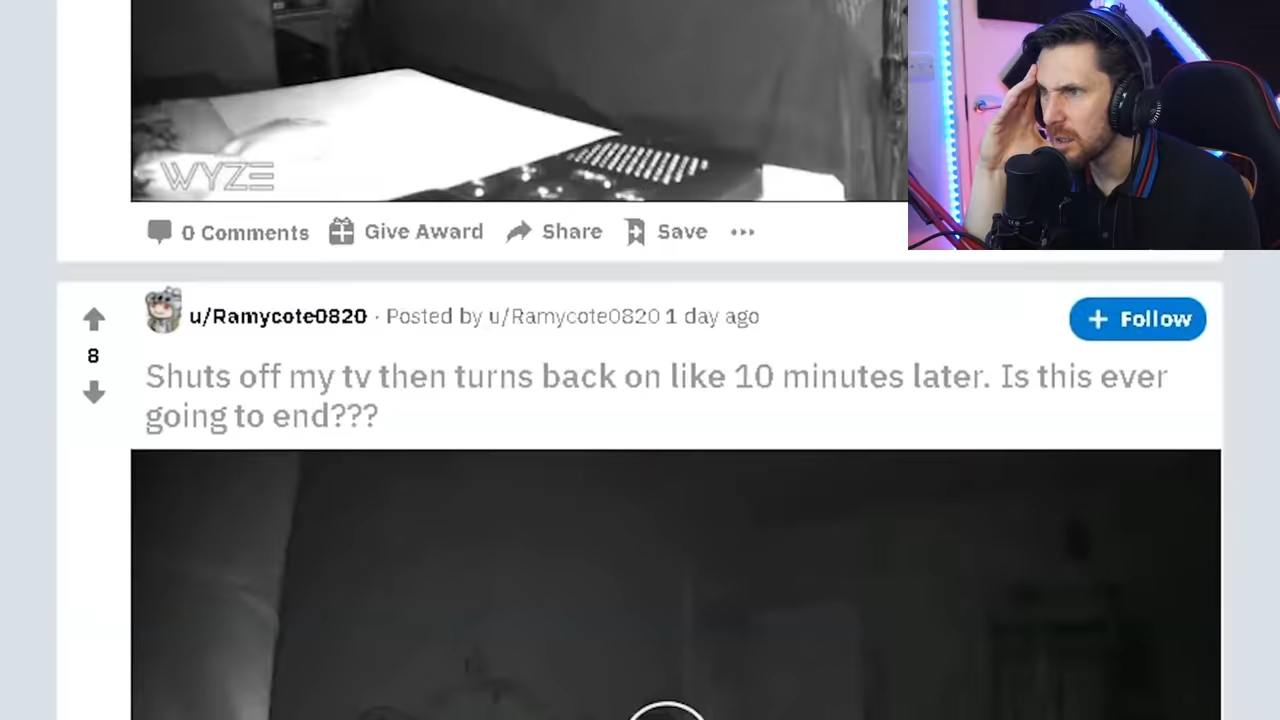 WYZE
0 Comments Give Award Share Save ...
u/Ramycote0820 · Posted by u/Ramycote0820 1 day ago
+ Follow
8
Shuts off my tv then turns back on like 10 minutes later. Is this ever
going to end???